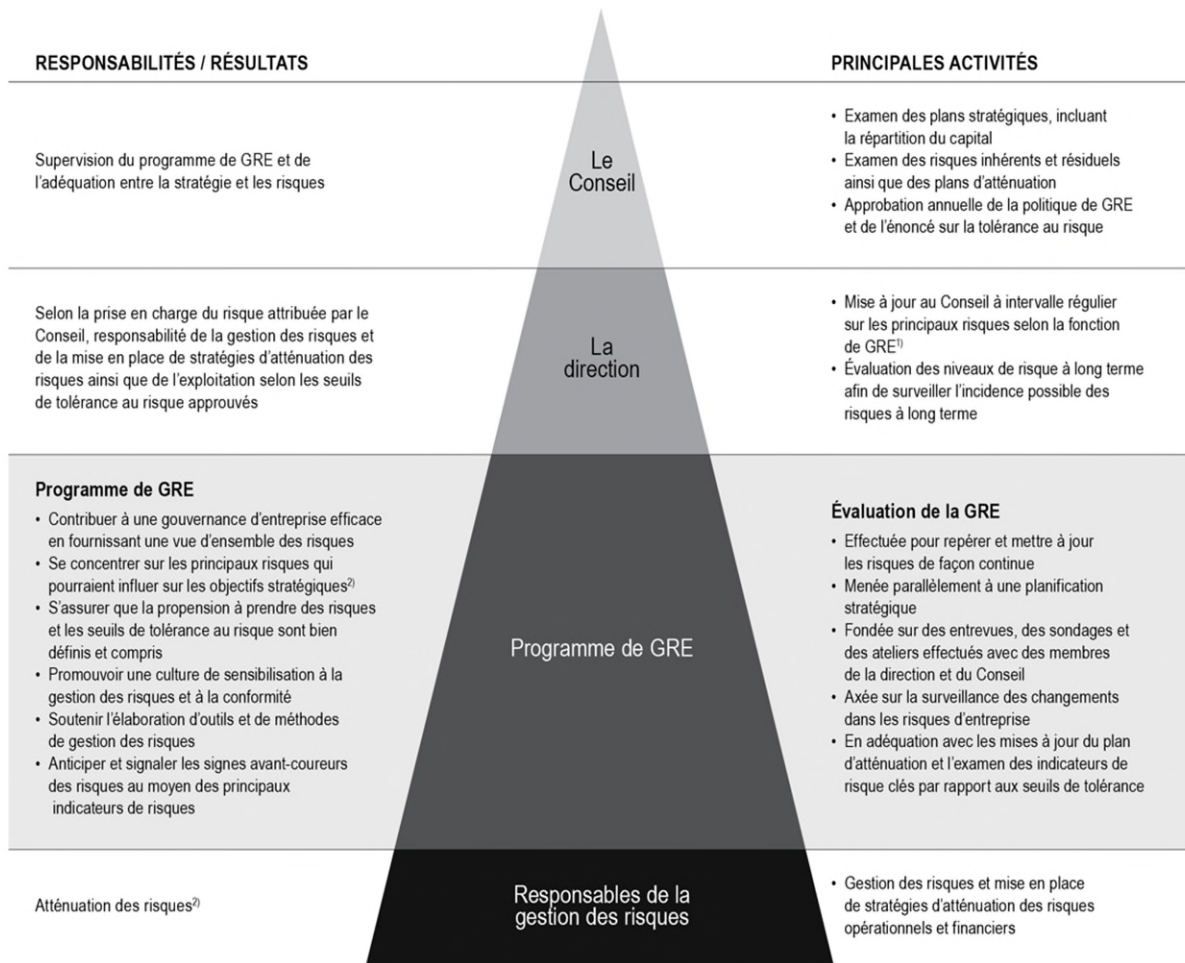 RESPONSABILITÉS / RÉSULTATS
PRINCIPALES ACTIVITÉS
Supervision du programme de GRE et de
l'adéquation entre la stratégie et les risques
Le
Conseil
• Examen des plans stratégiques, incluant
la répartition du capital
• Examen des risques inhérents et résiduels
ainsi que des plans d'atténuation
• Approbation annuelle de la politique de GRE
et de l'énoncé sur la tolérance au risque
Selon la prise en charge du risque attribuée par le
Conseil, responsabilité de la gestion des risques et
de la mise en place de stratégies d'atténuation des
risques ainsi que de l'exploitation selon les seuils
de tolérance au risque approuvés
La
direction
• Mise à jour au Conseil à intervalle régulier
sur les principaux risques selon la fonction
de GRE¹⁾
• Évaluation des niveaux de risque à long terme
afin de surveiller l'incidence possible des
risques à long terme
Programme de GRE
• Contribuer à une gouvernance d'entreprise efficace
en fournissant une vue d'ensemble des risques
• Se concentrer sur les principaux risques qui
pourraient influer sur les objectifs stratégiques²⁾
• S'assurer que la propension à prendre des risques
et les seuils de tolérance au risque sont bien
définis et compris
• Promouvoir une culture de sensibilisation à la
gestion des risques et à la conformité
• Soutenir l'élaboration d'outils et de méthodes
de gestion des risques
• Anticiper et signaler les signes avant-coureurs
des risques au moyen des principaux
indicateurs de risques
Programme de GRE
Évaluation de la GRE
• Effectuée pour repérer et mettre à jour
les risques de façon continue
• Menée parallèlement à une planification
stratégique
• Fondée sur des entrevues, des sondages et
des ateliers effectués avec des membres
de la direction et du Conseil
• Axée sur la surveillance des changements
dans les risques d'entreprise
• En adéquation avec les mises à jour du plan
d'atténuation et l'examen des indicateurs de
risque clés par rapport aux seuils de tolérance
Atténuation des risques²⁾
Responsables de la
gestion des risques
• Gestion des risques et mise en place
de stratégies d'atténuation des risques
opérationnels et financiers